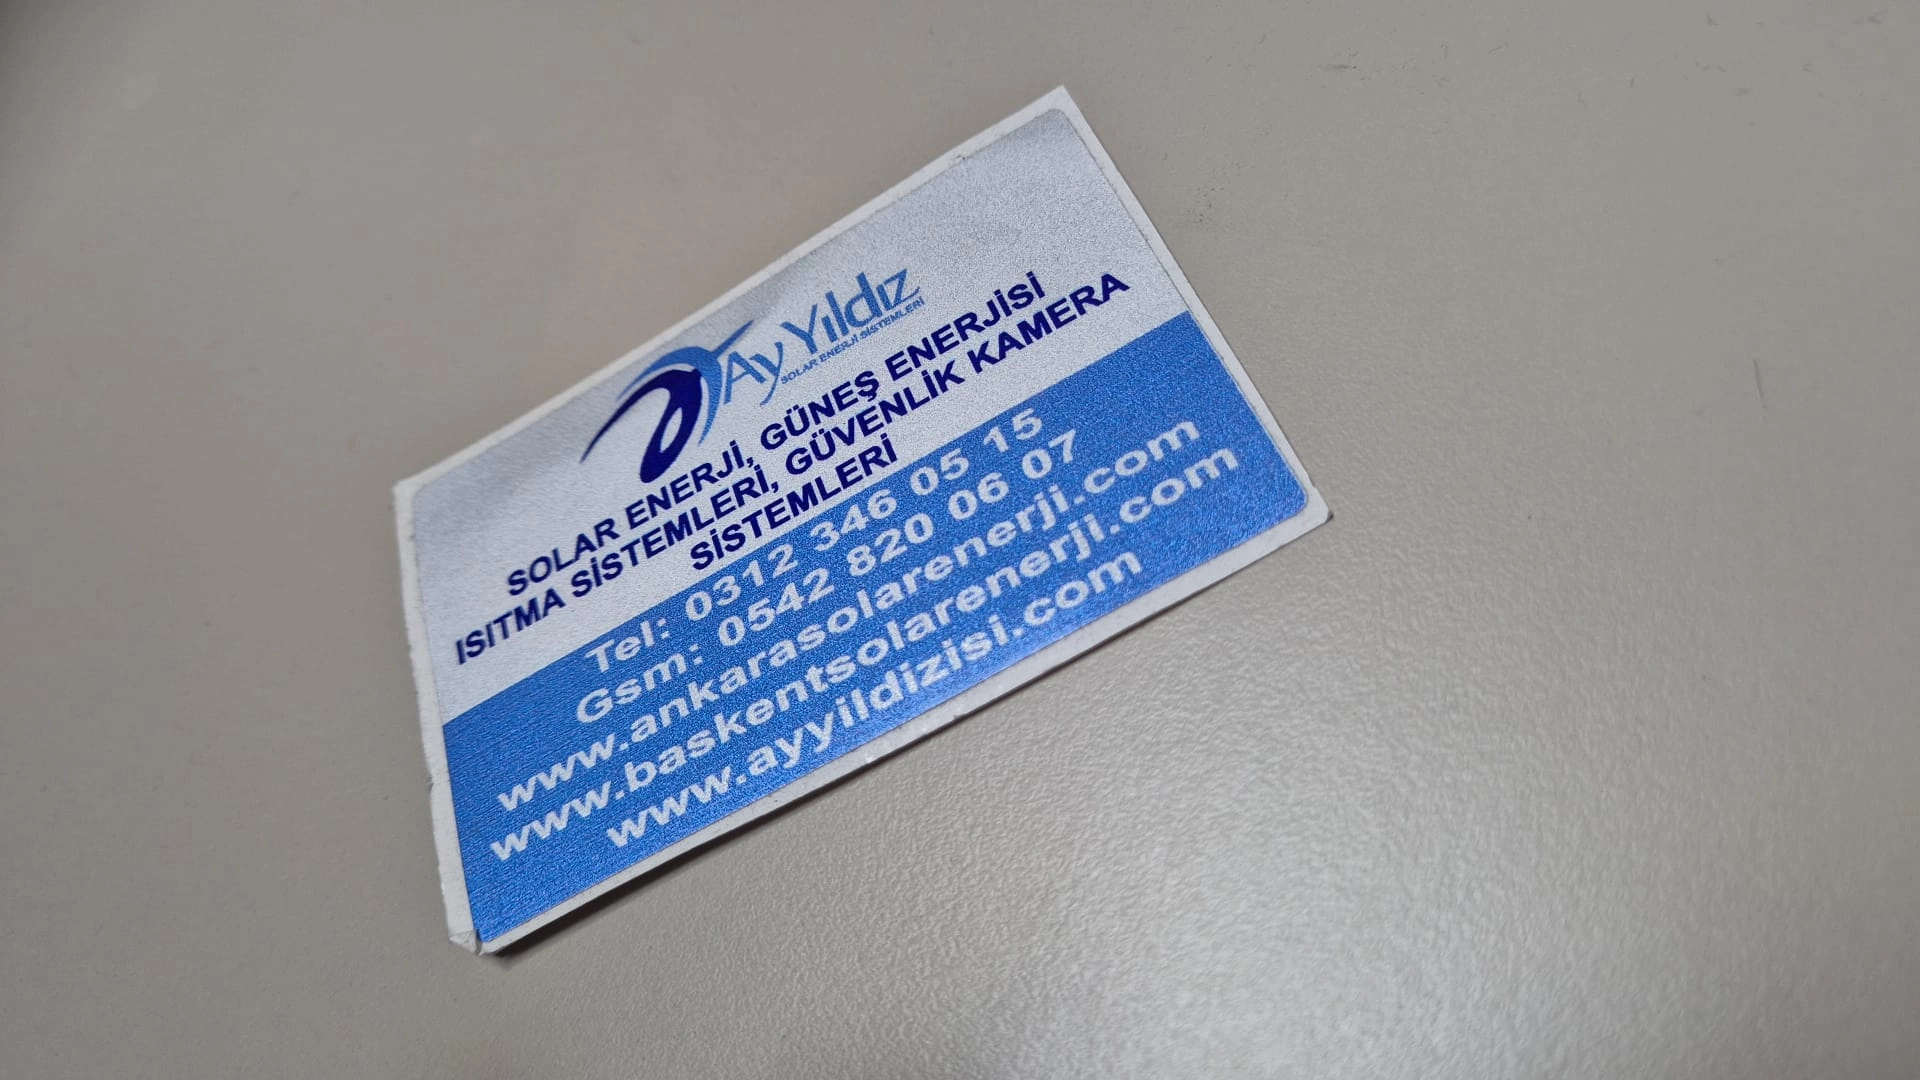 Ay Yıldız
SOLAR ENERJİ SİSTEMLERİ
SOLAR ENERJİ, GÜNEŞ ENERJİSİ
ISITMA SİSTEMLERİ, GÜVENLİK KAMERA
SİSTEMLERİ
Tel: 0312 346 05 15
Gsm: 0542 820 06 07
www.ankarasolarenerji.com
www.baskentsolarenerji.com
www.ayyildizisi.com